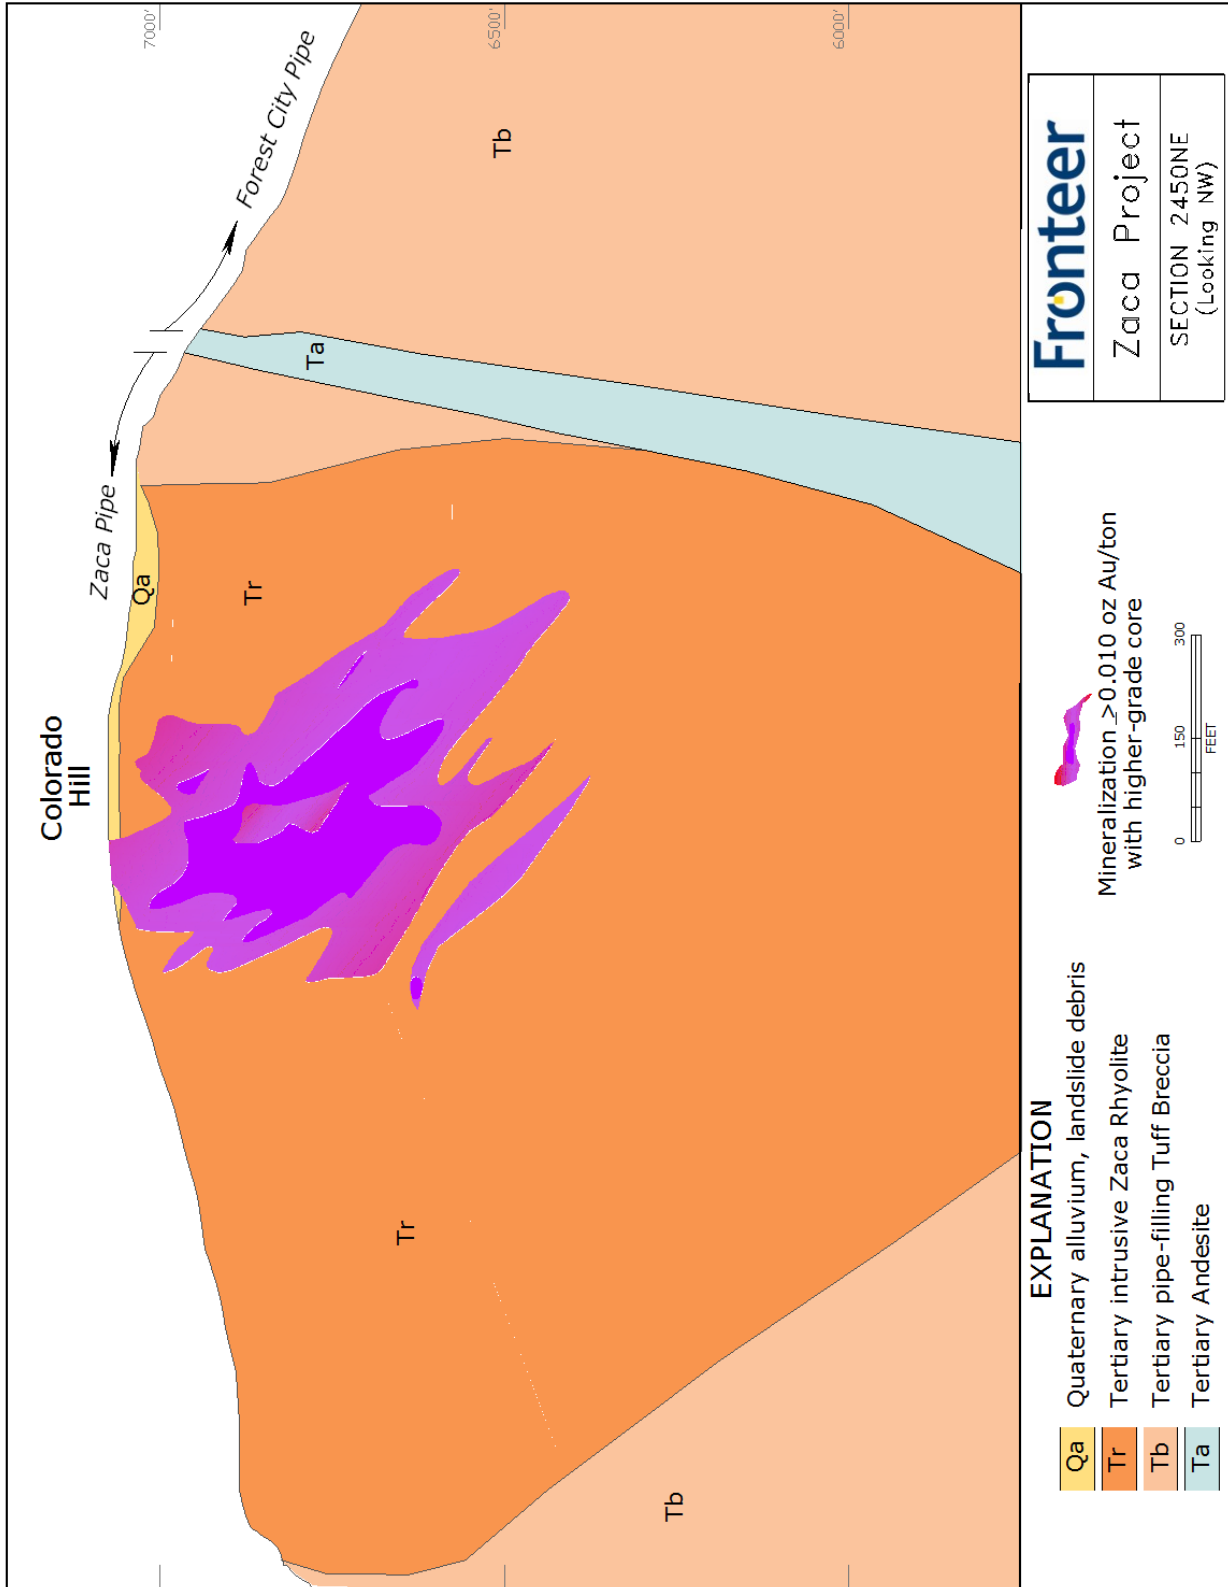 Colorado
Hill
Zaca Pipe
Forest City Pipe
7000'
6500'
6000'
Qa
Tr
Ta
Tb
Tr
Tb
EXPLANATION
Qa Quaternary alluvium, landslide debris
Tr Tertiary intrusive Zaca Rhyolite
Tb Tertiary pipe-filling Tuff Breccia
Ta Tertiary Andesite
Mineralization ≥0.010 oz Au/ton
with higher-grade core
0 150 300
FEET
Fronteer
Zaca Project
SECTION 2450NE
(Looking NW)